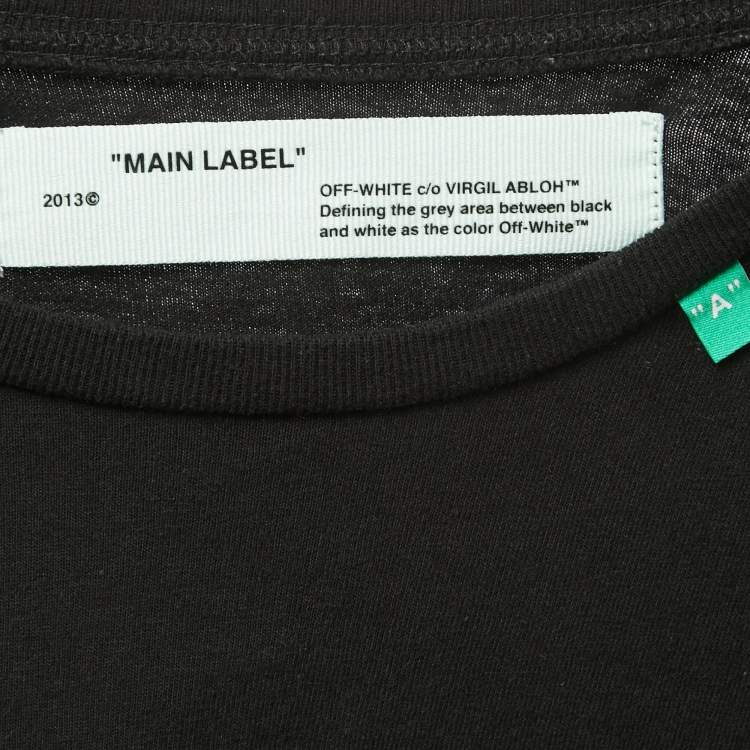 "MAIN LABEL"
2013©
OFF-WHITE c/o VIRGIL ABLOH™
Defining the grey area between black
and white as the color Off-White™
"A"